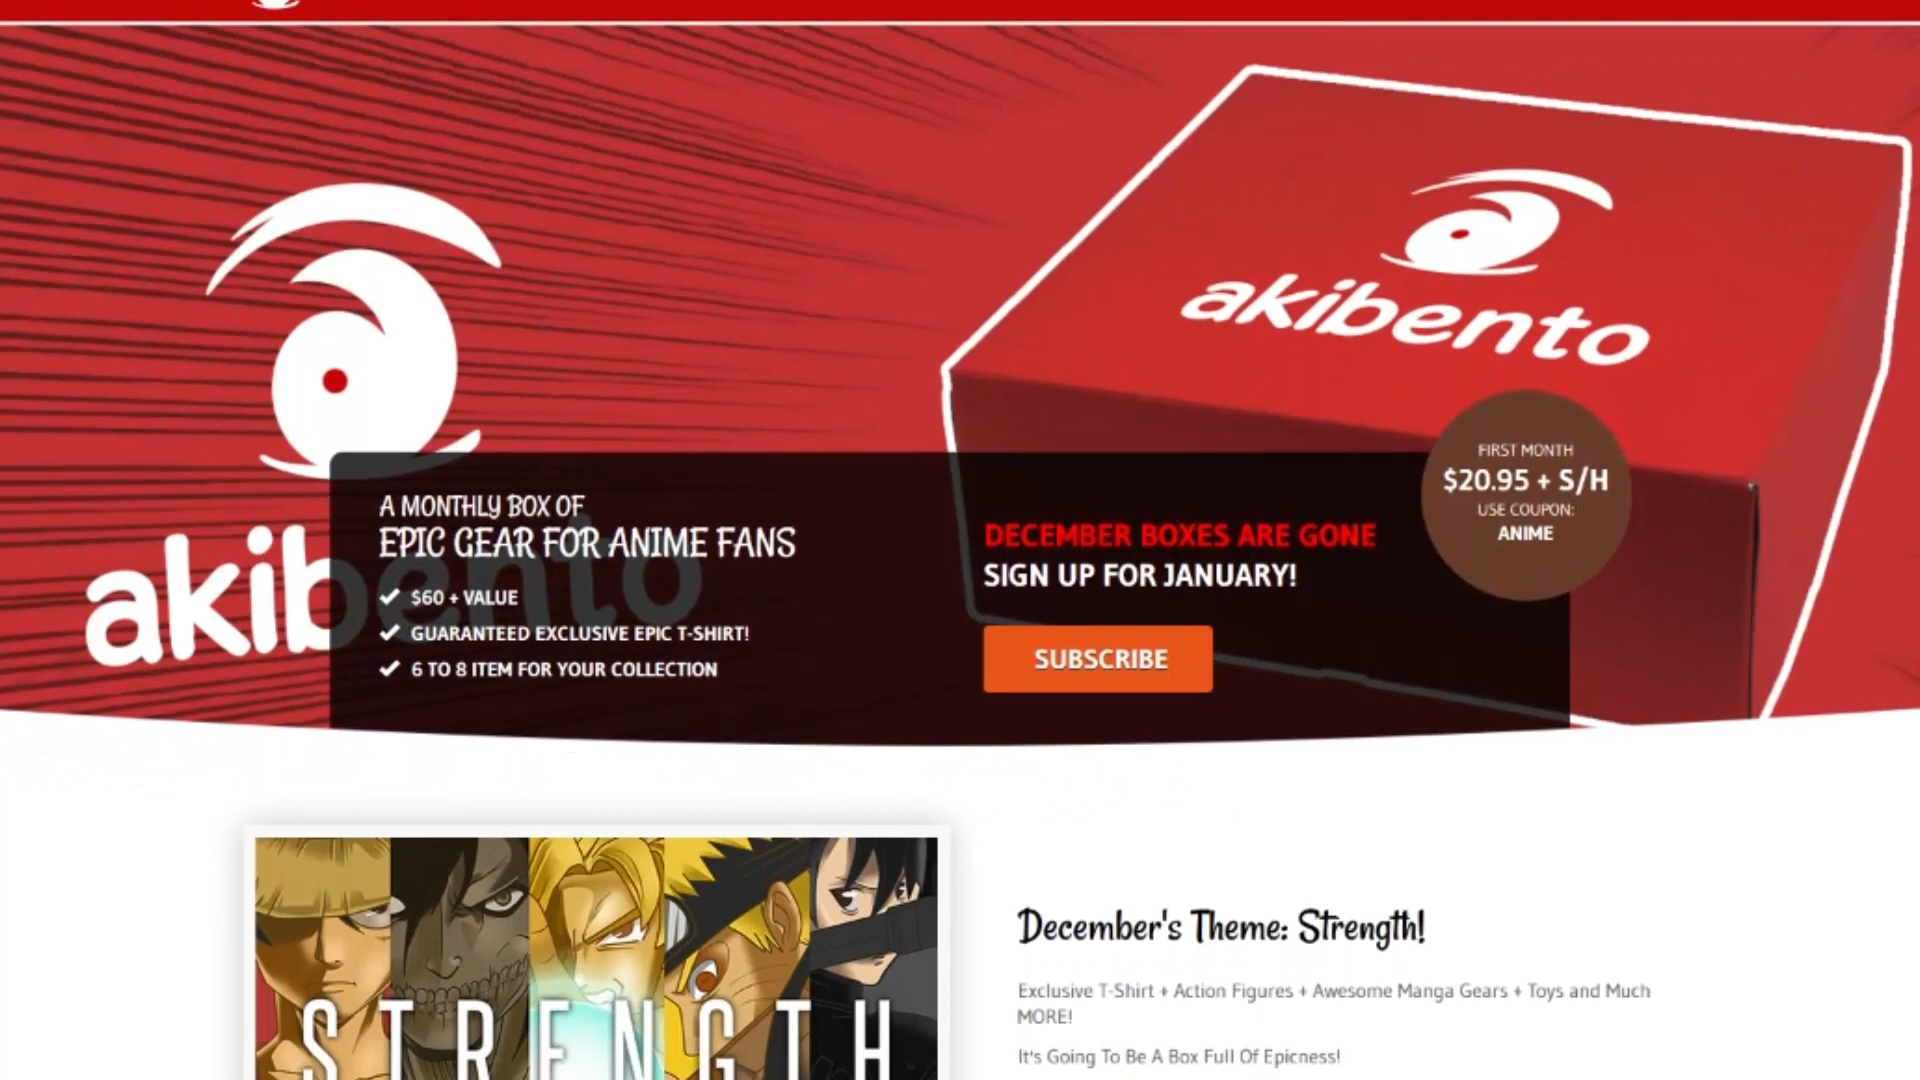 akibento
akibento
FIRST MONTH
$20.95 + S/H
USE COUPON:
ANIME
A MONTHLY BOX OF
EPIC GEAR FOR ANIME FANS
$60 + VALUE
GUARANTEED EXCLUSIVE EPIC T-SHIRT!
6 TO 8 ITEM FOR YOUR COLLECTION
DECEMBER BOXES ARE GONE
SIGN UP FOR JANUARY!
SUBSCRIBE
STRENGTH
December's Theme: Strength!
Exclusive T-Shirt + Action Figures + Awesome Manga Gears + Toys and Much
MORE!
It's Going To Be A Box Full Of Epicness!